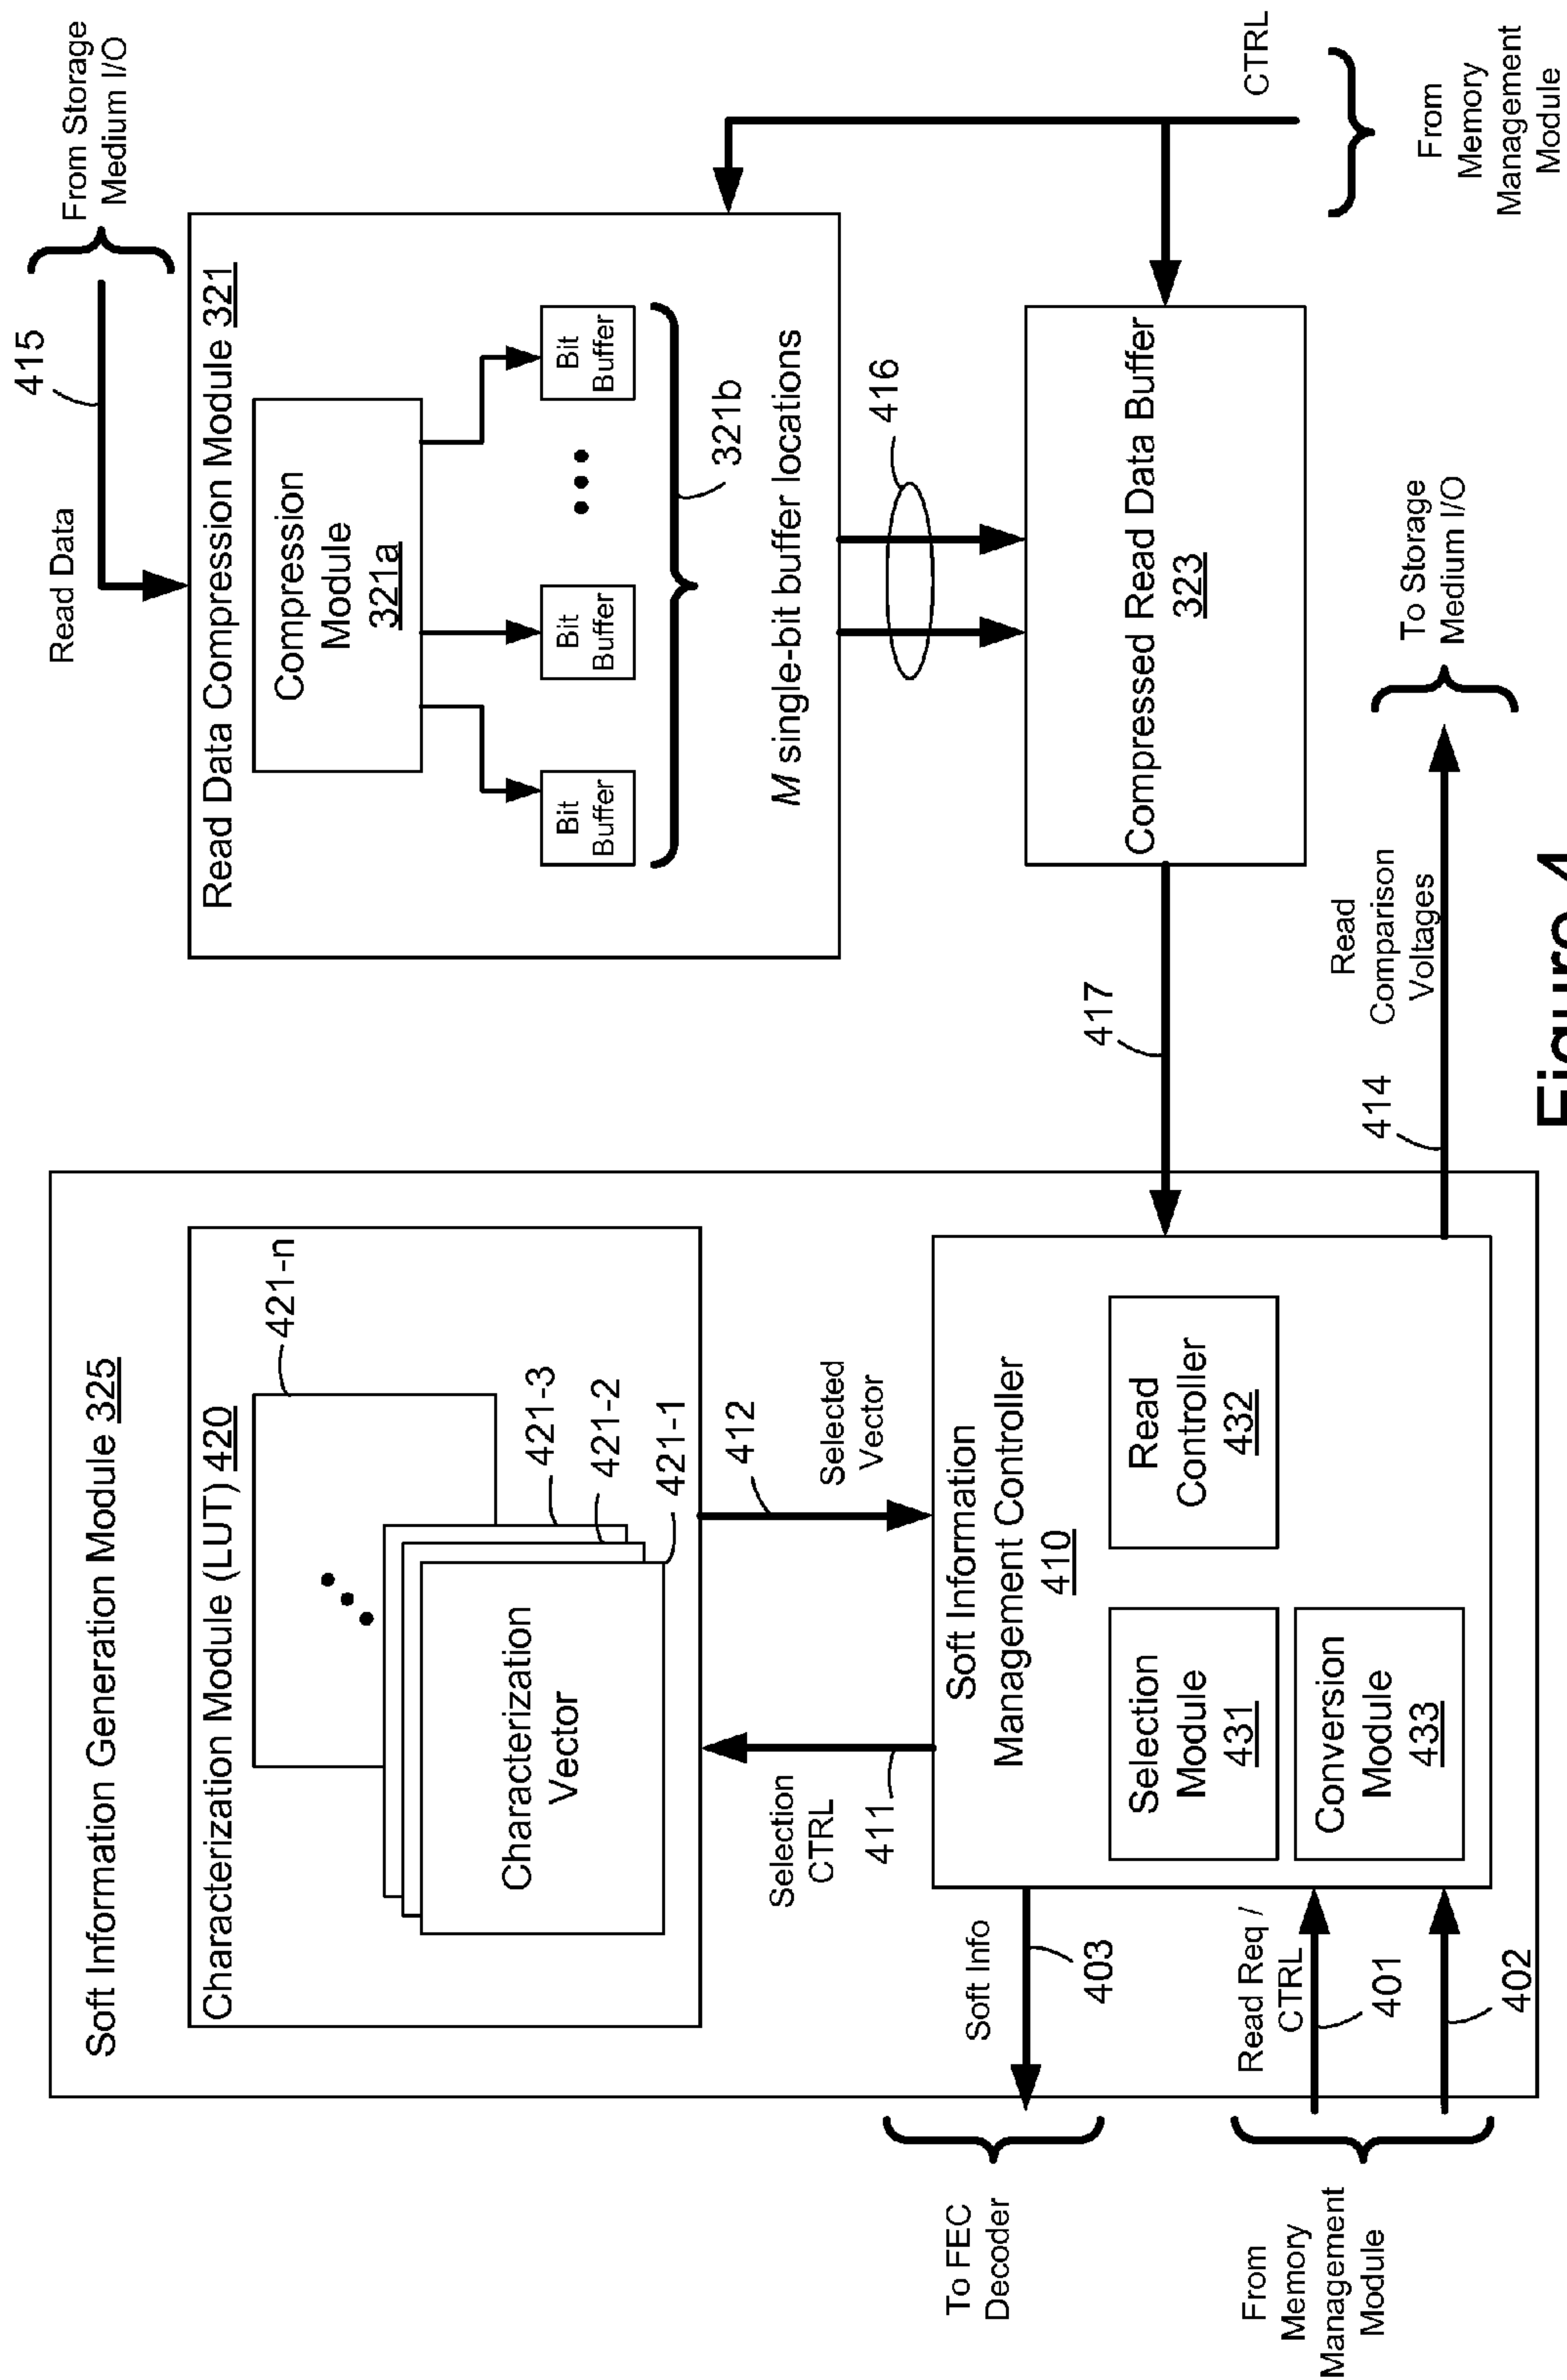 Soft Information Generation Module 325
Characterization Module (LUT) 420
421-n
421-3
421-2
421-1
Characterization
Vector
Selection
CTRL
411
412
Selected
Vector
Soft Information
Management Controller
410
Selection
Module
431
Read
Controller
432
Conversion
Module
433
Soft Info
403
To FEC
Decoder
Read Req /
CTRL
401
402
From
Memory
Management
Module
417
414
Read
Comparison
Voltages
To Storage
Medium I/O
Read Data
415
From Storage
Medium I/O
Read Data Compression Module 321
Compression
Module
321a
Bit
Buffer
Bit
Buffer
Bit
Buffer
321b
M single-bit buffer locations
416
Compressed Read Data Buffer
323
CTRL
From
Memory
Management
Module
Figure 4